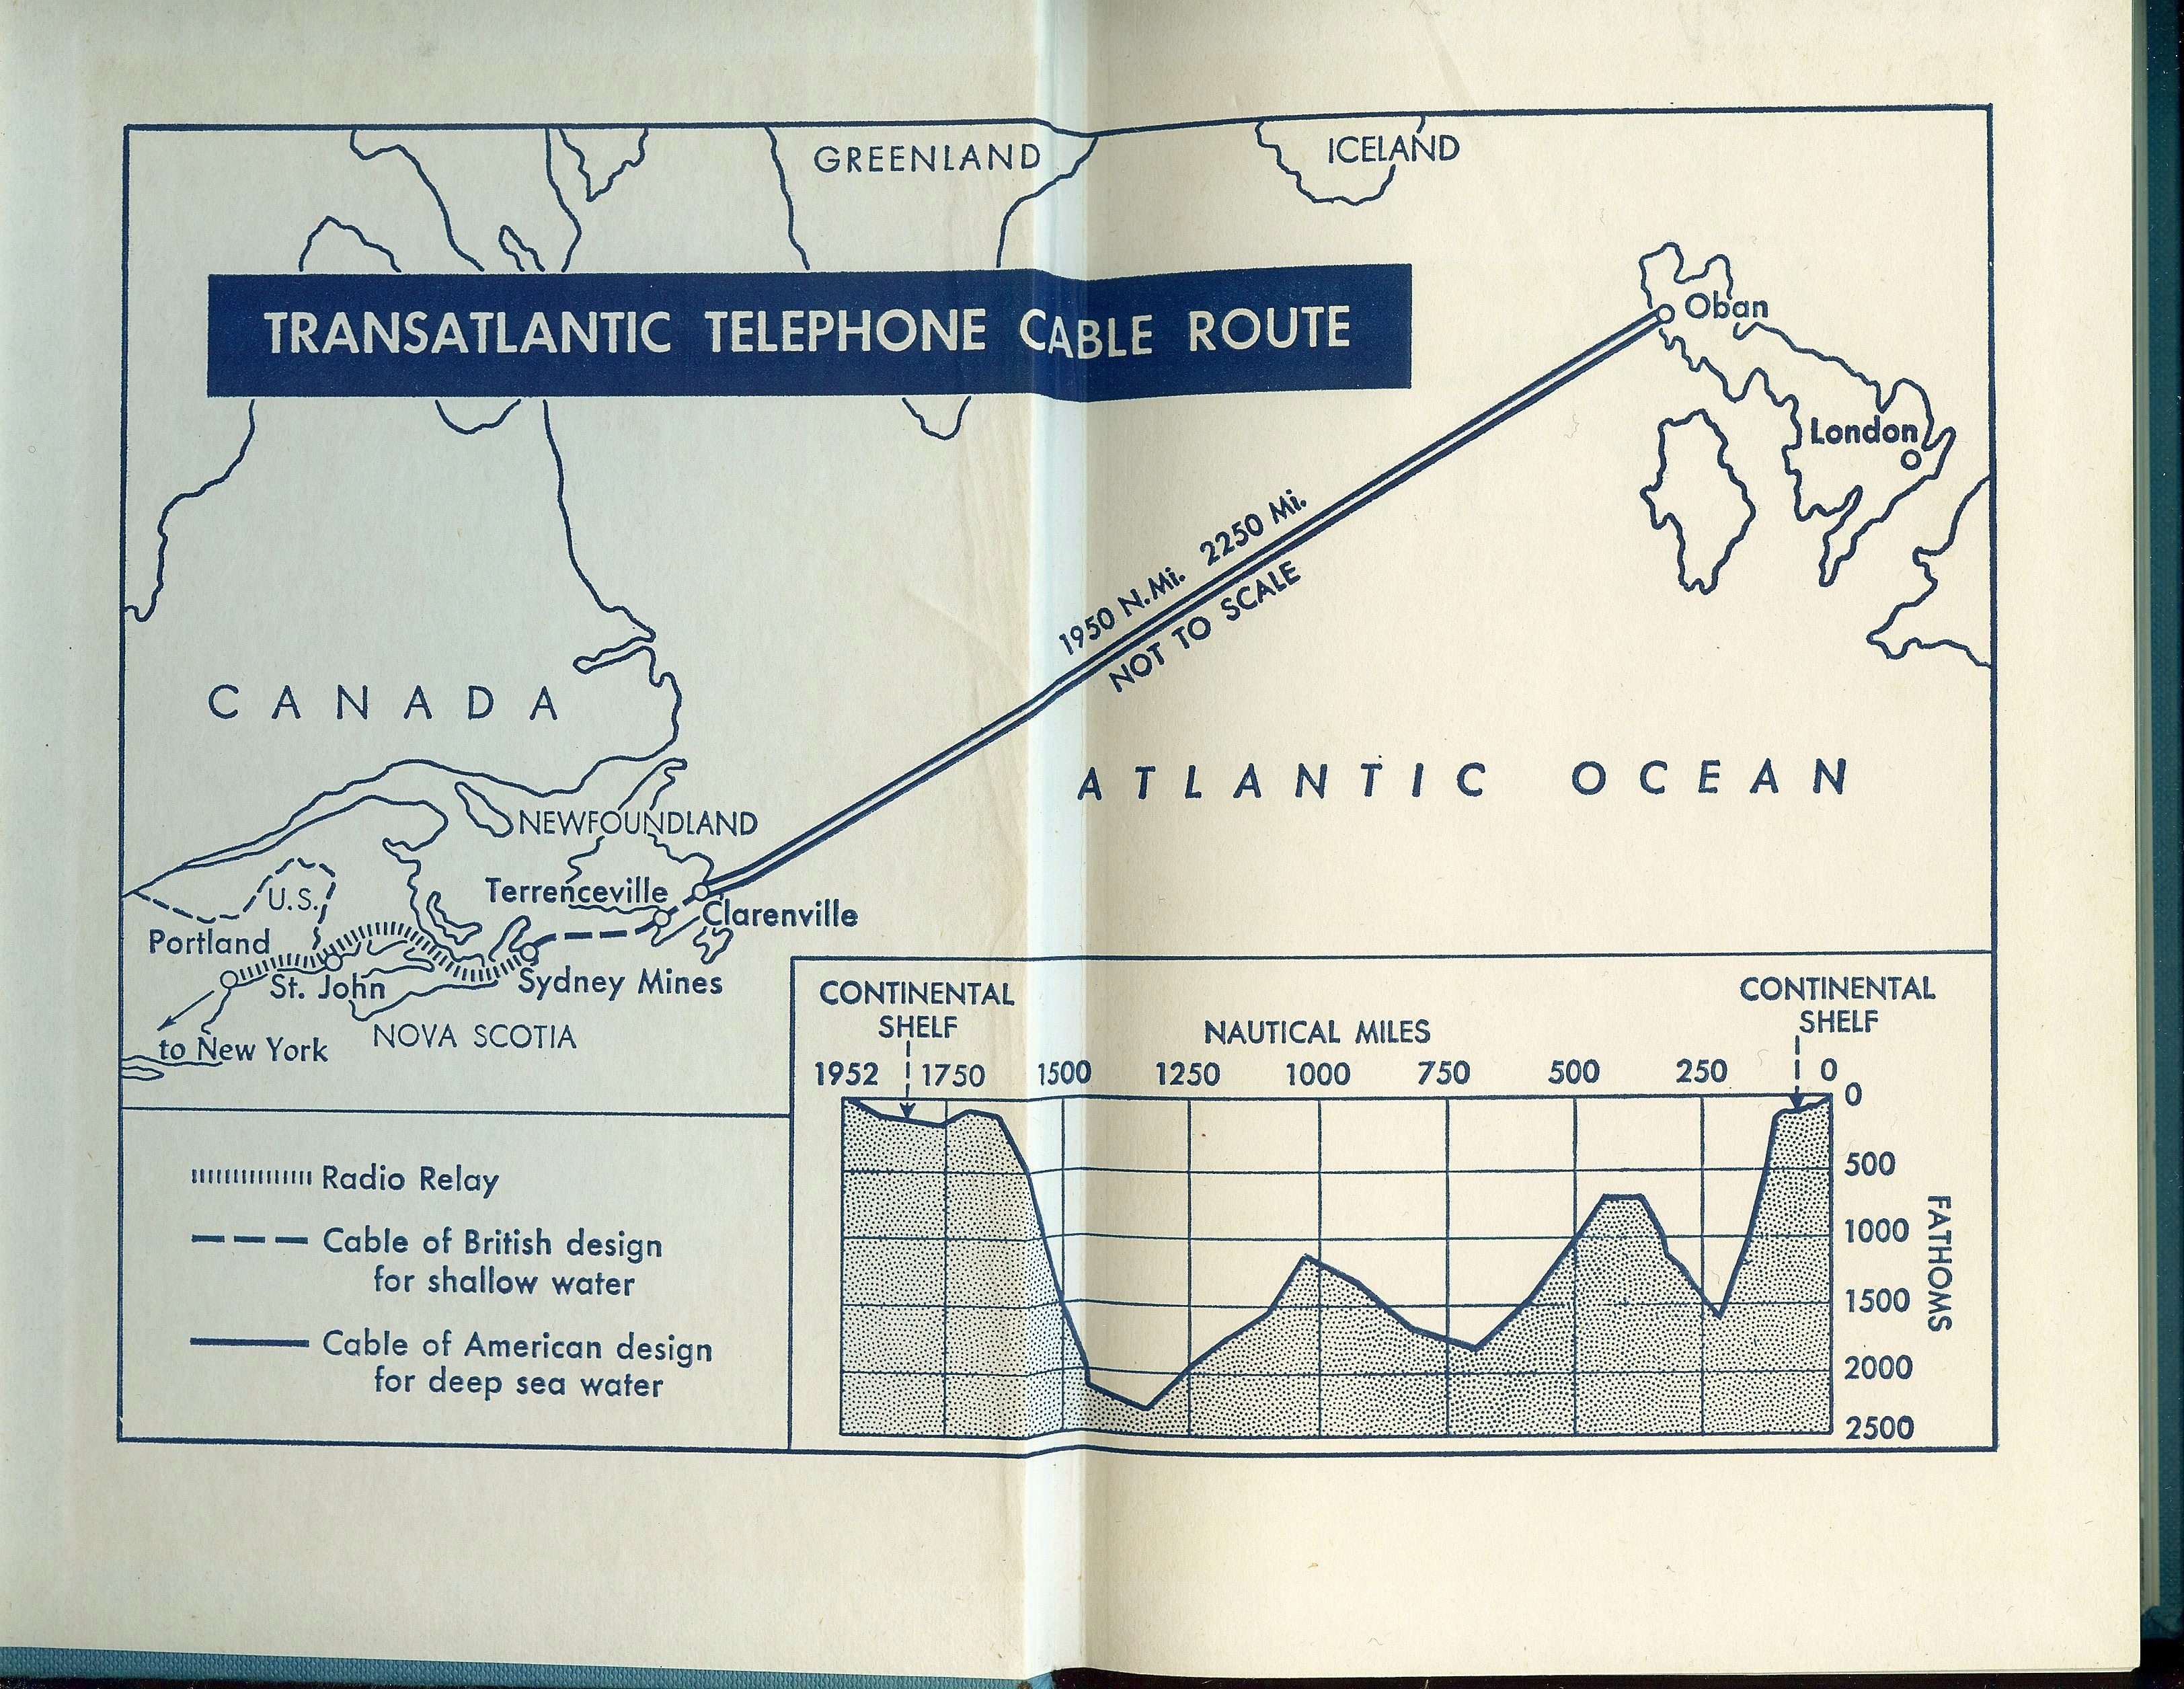 GREENLAND
ICELAND
TRANSATLANTIC TELEPHONE CABLE ROUTE
Oban
London
1950 N.Mi. 2250 Mi.
NOT TO SCALE
CANADA
ATLANTIC OCEAN
NEWFOUNDLAND
U.S.
Terrenceville
Clarenville
Portland
St. John
Sydney Mines
to New York
NOVA SCOTIA
CONTINENTAL
SHELF
NAUTICAL MILES
CONTINENTAL
SHELF
1952 1750 1500 1250 1000 750 500 250 0
0
500
1000
1500
2000
2500
FATHOMS
Radio Relay
Cable of British design
for shallow water
Cable of American design
for deep sea water